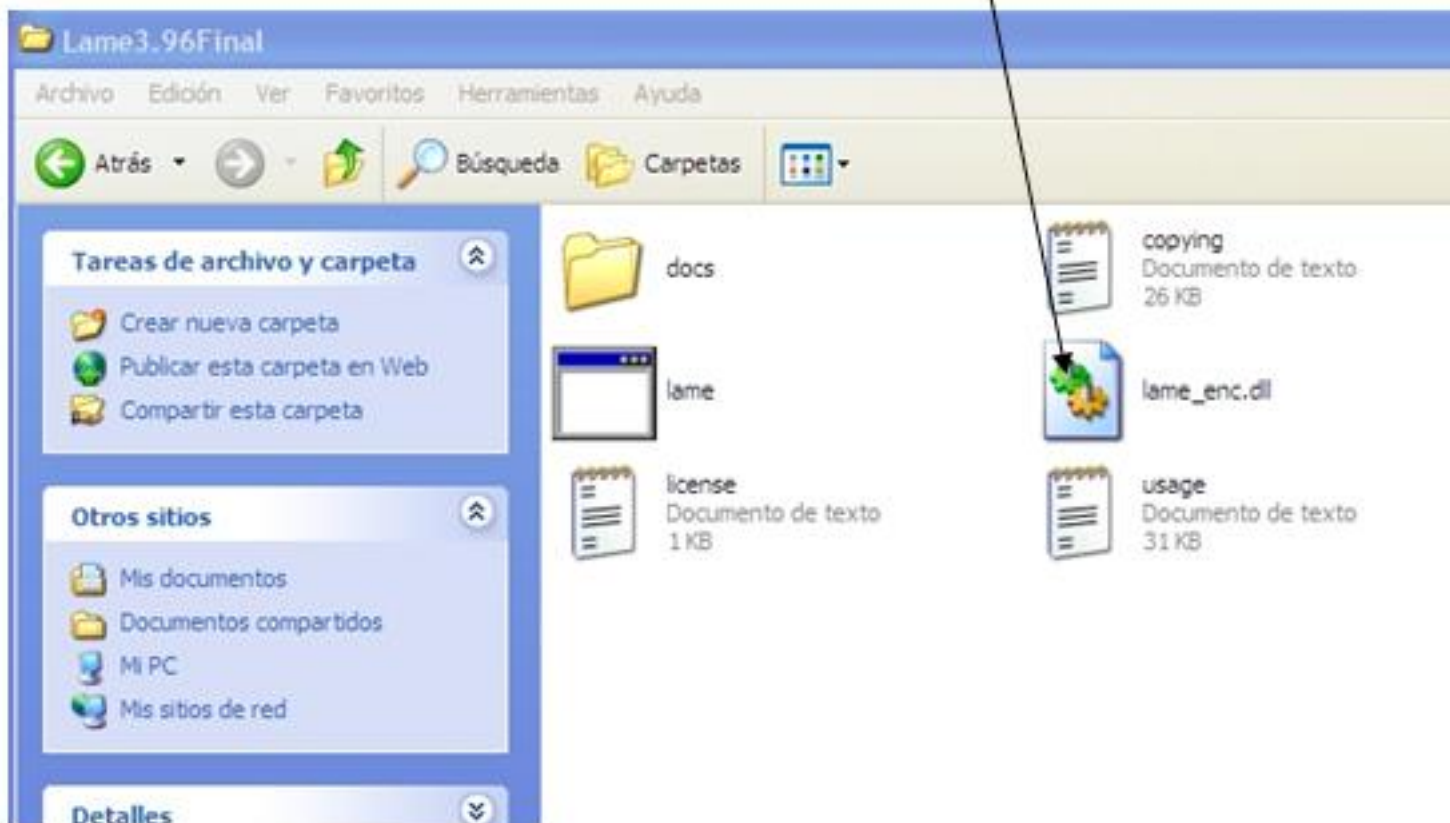 Lame3.96Final
Archivo Edición Ver Favoritos Herramientas Ayuda
Atrás Búsqueda Carpetas
Tareas de archivo y carpeta
Crear nueva carpeta
Publicar esta carpeta en Web
Compartir esta carpeta
Otros sitios
Mis documentos
Documentos compartidos
Mi PC
Mis sitios de red
Detalles
docs
copying
Documento de texto
26 KB
lame
lame_enc.dll
license
Documento de texto
1 KB
usage
Documento de texto
31 KB